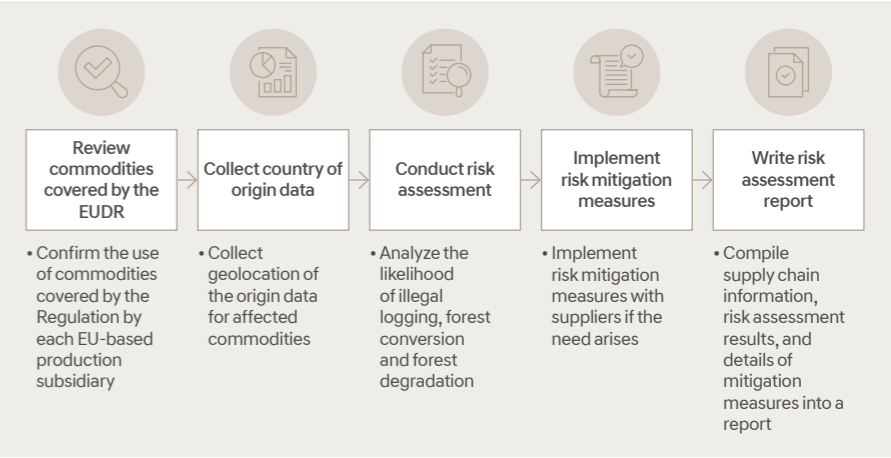 Review
commodities
covered by the
EUDR
Collect country of
origin data
Conduct risk
assessment
Implement
risk mitigation
measures
Write risk
assessment
report
• Confirm the use
of commodities
covered by the
Regulation by
each EU-based
production
subsidiary
• Collect
geolocation of
the origin data
for affected
commodities
• Analyze the
likelihood
of illegal
logging, forest
conversion
and forest
degradation
• Implement
risk mitigation
measures with
suppliers if the
need arises
• Compile
supply chain
information,
risk assessment
results, and
details of
mitigation
measures into a
report